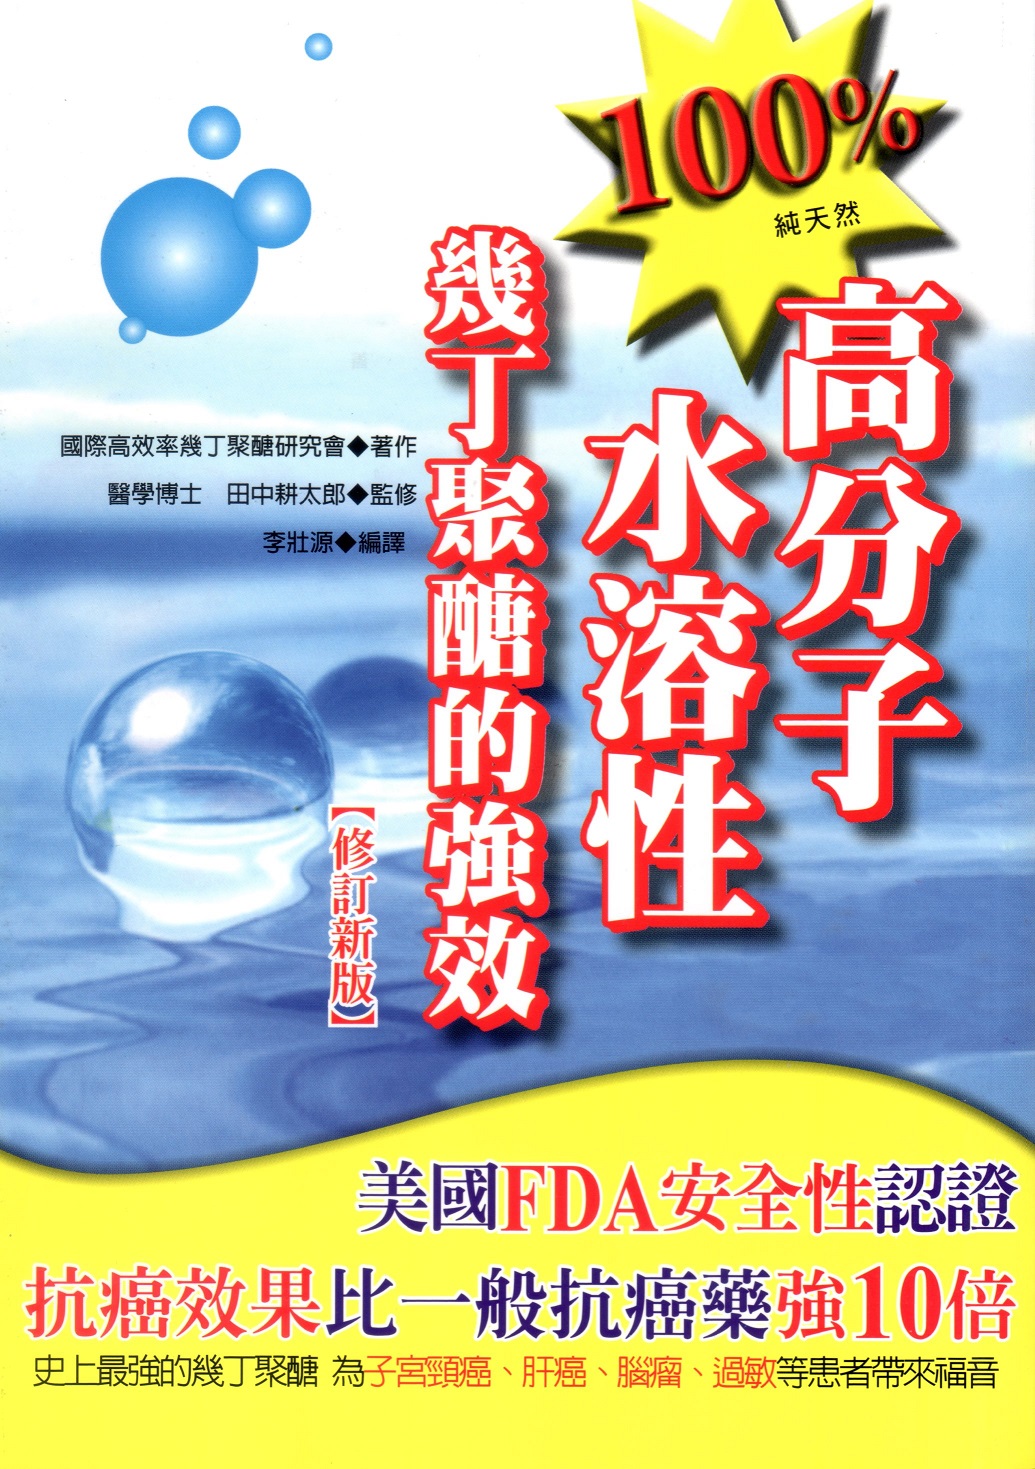 100%
純天然
高分子
水溶性
幾丁聚醣的強效
【修訂新版】
國際高效率幾丁聚醣研究會◆著作
醫學博士　田中耕太郎◆監修
李壯源◆編譯
美國FDA安全性認證
抗癌效果比一般抗癌藥強10倍
史上最強的幾丁聚醣 為子宮頸癌、肝癌、腦瘤、過敏等患者帶來福音